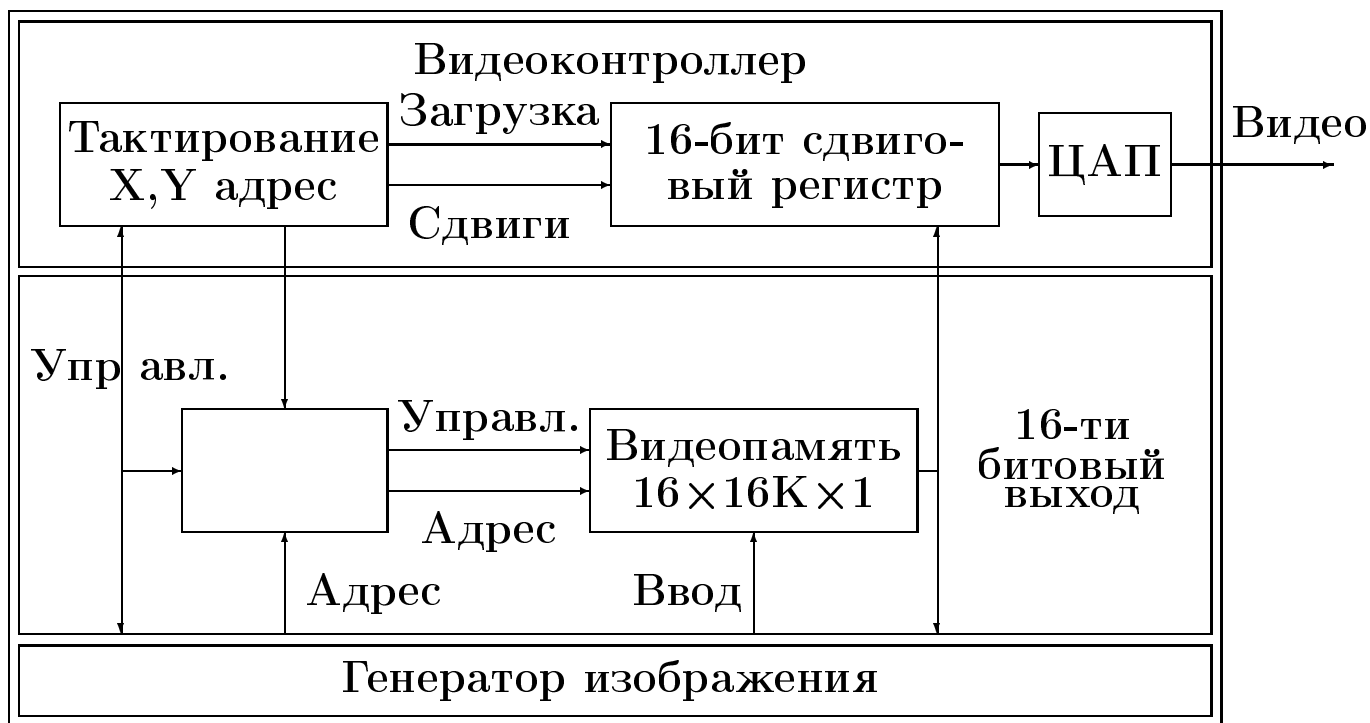 Видеоконтроллер
Загрузка
Тактирование
X,Y адрес
16-бит сдвиго-
вый регистр
ЦАП
Видео
Сдвиги
Упр авл.
Управл.
Видеопамять
16×16K×1
16-ти
битовый
выход
Адрес
Адрес
Ввод
Генератор изображения